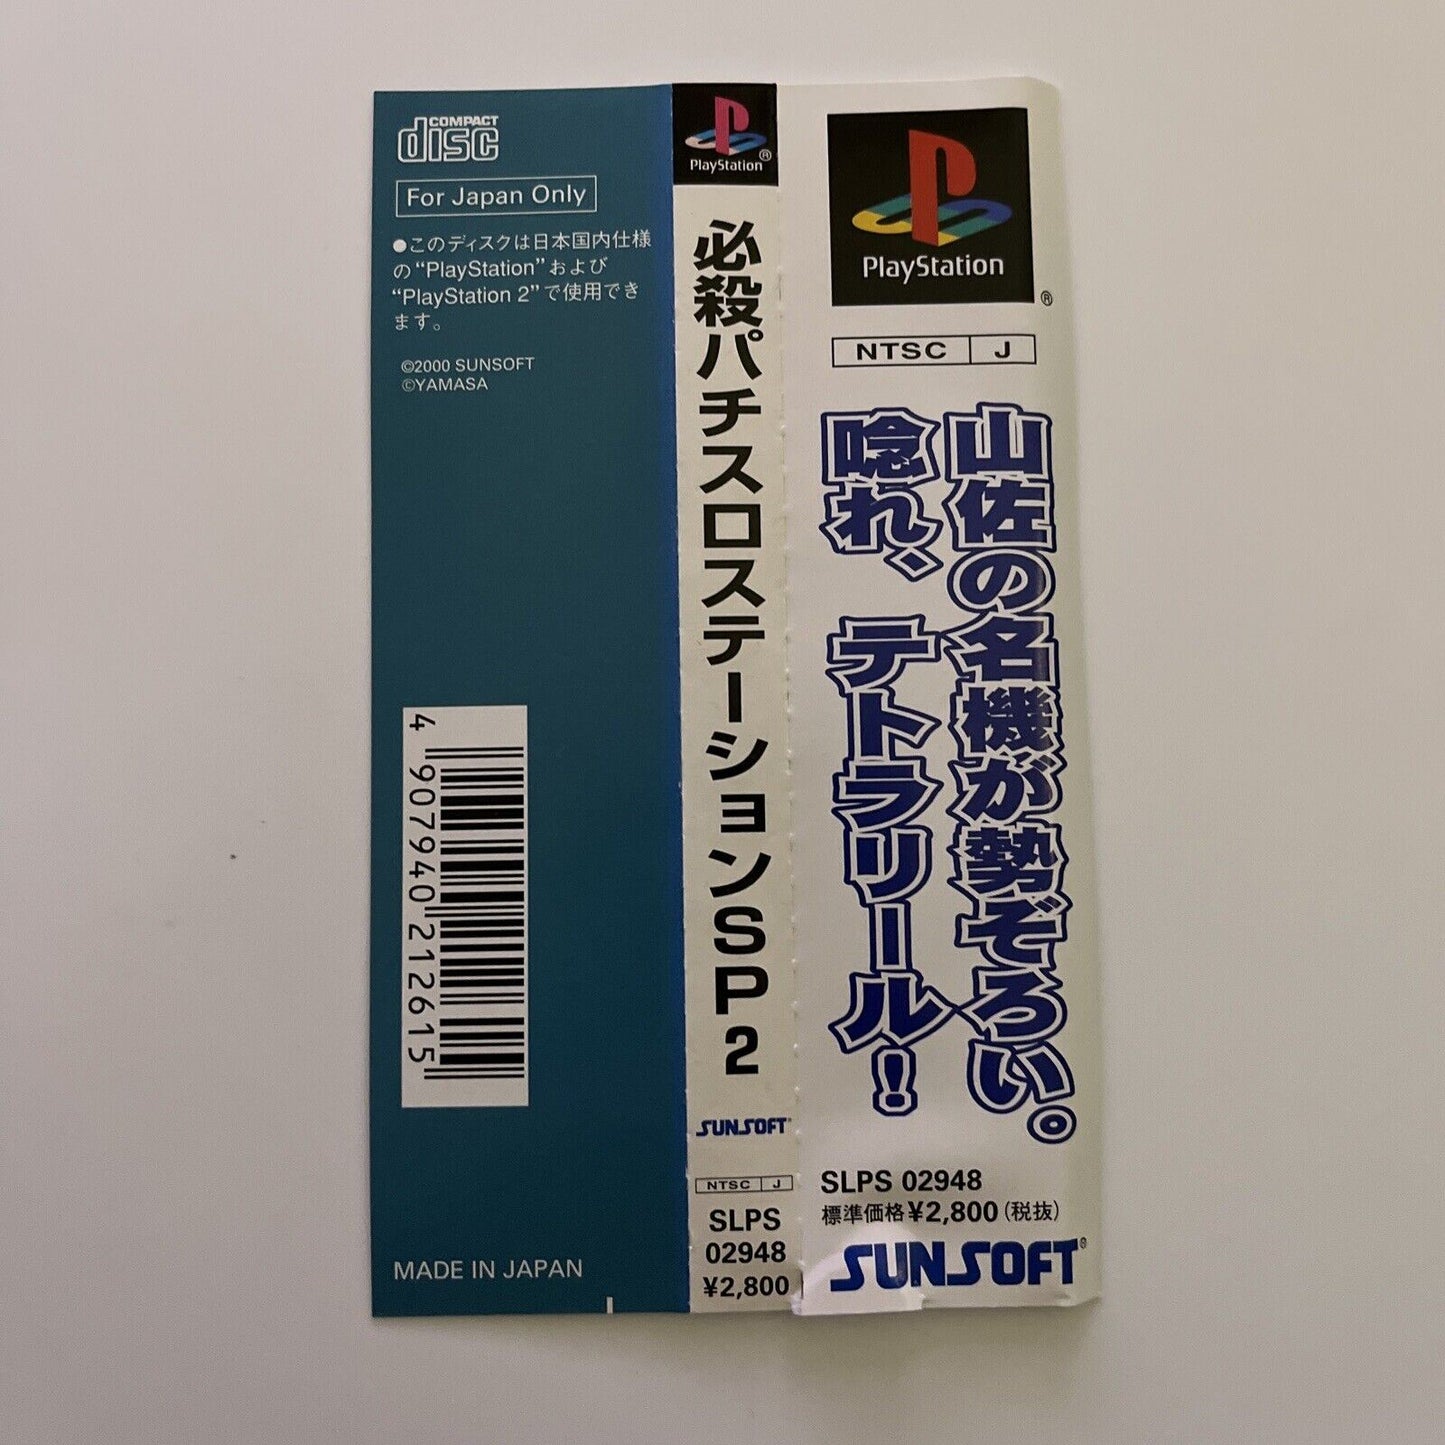 COMPACT
disc
For Japan Only
●このディスクは日本国内仕様
の“PlayStation”および
“PlayStation 2”で使用でき
ます。
©2000 SUNSOFT
©YAMASA
4 907940 212615
MADE IN JAPAN
PlayStation®
必殺パチスロステーションSP2
SUNSOFT®
NTSC J
SLPS
02948
¥2,800
PlayStation
®
NTSC J
山佐の名機が勢ぞろい。
唸れ、テトラリール！
SLPS 02948
標準価格¥2,800(税抜)
SUNSOFT®